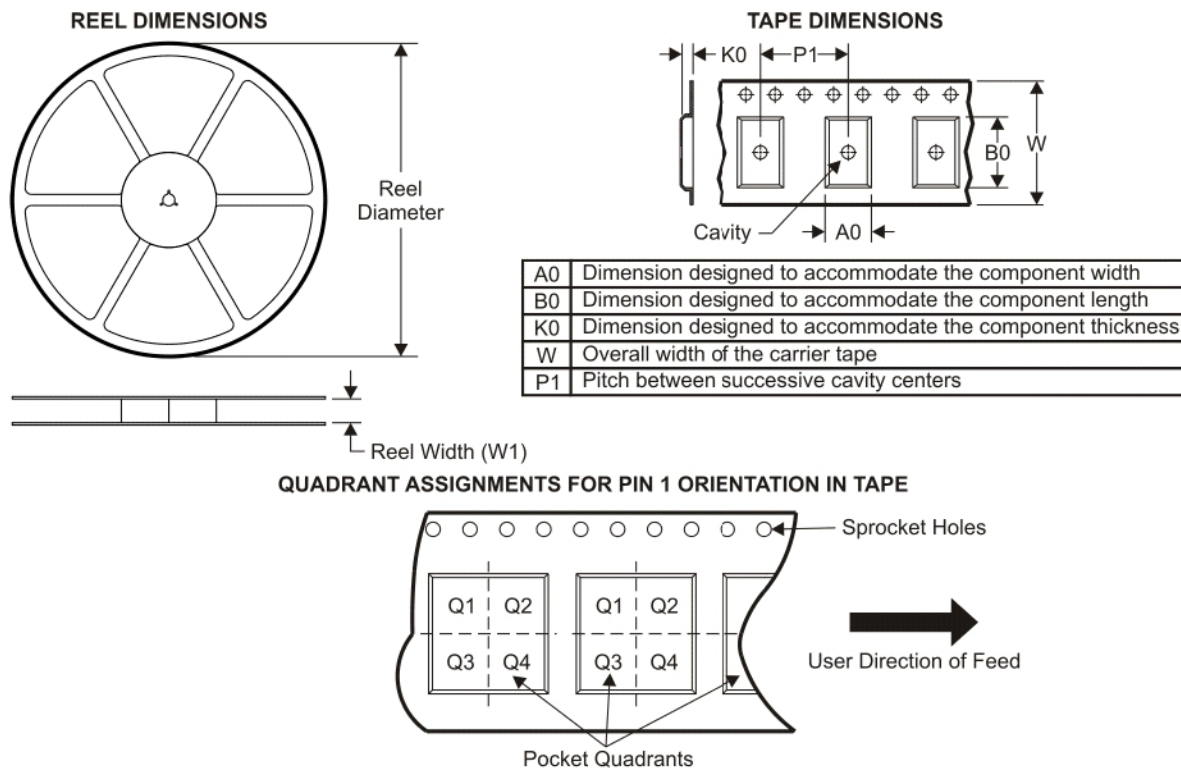 REEL DIMENSIONS
Reel
Diameter
Reel Width (W1)
TAPE DIMENSIONS
K0
P1
B0
W
Cavity
A0
A0 Dimension designed to accommodate the component width
B0 Dimension designed to accommodate the component length
K0 Dimension designed to accommodate the component thickness
W Overall width of the carrier tape
P1 Pitch between successive cavity centers
QUADRANT ASSIGNMENTS FOR PIN 1 ORIENTATION IN TAPE
Sprocket Holes
Q1 Q2 Q1 Q2
Q3 Q4 Q3 Q4
User Direction of Feed
Pocket Quadrants